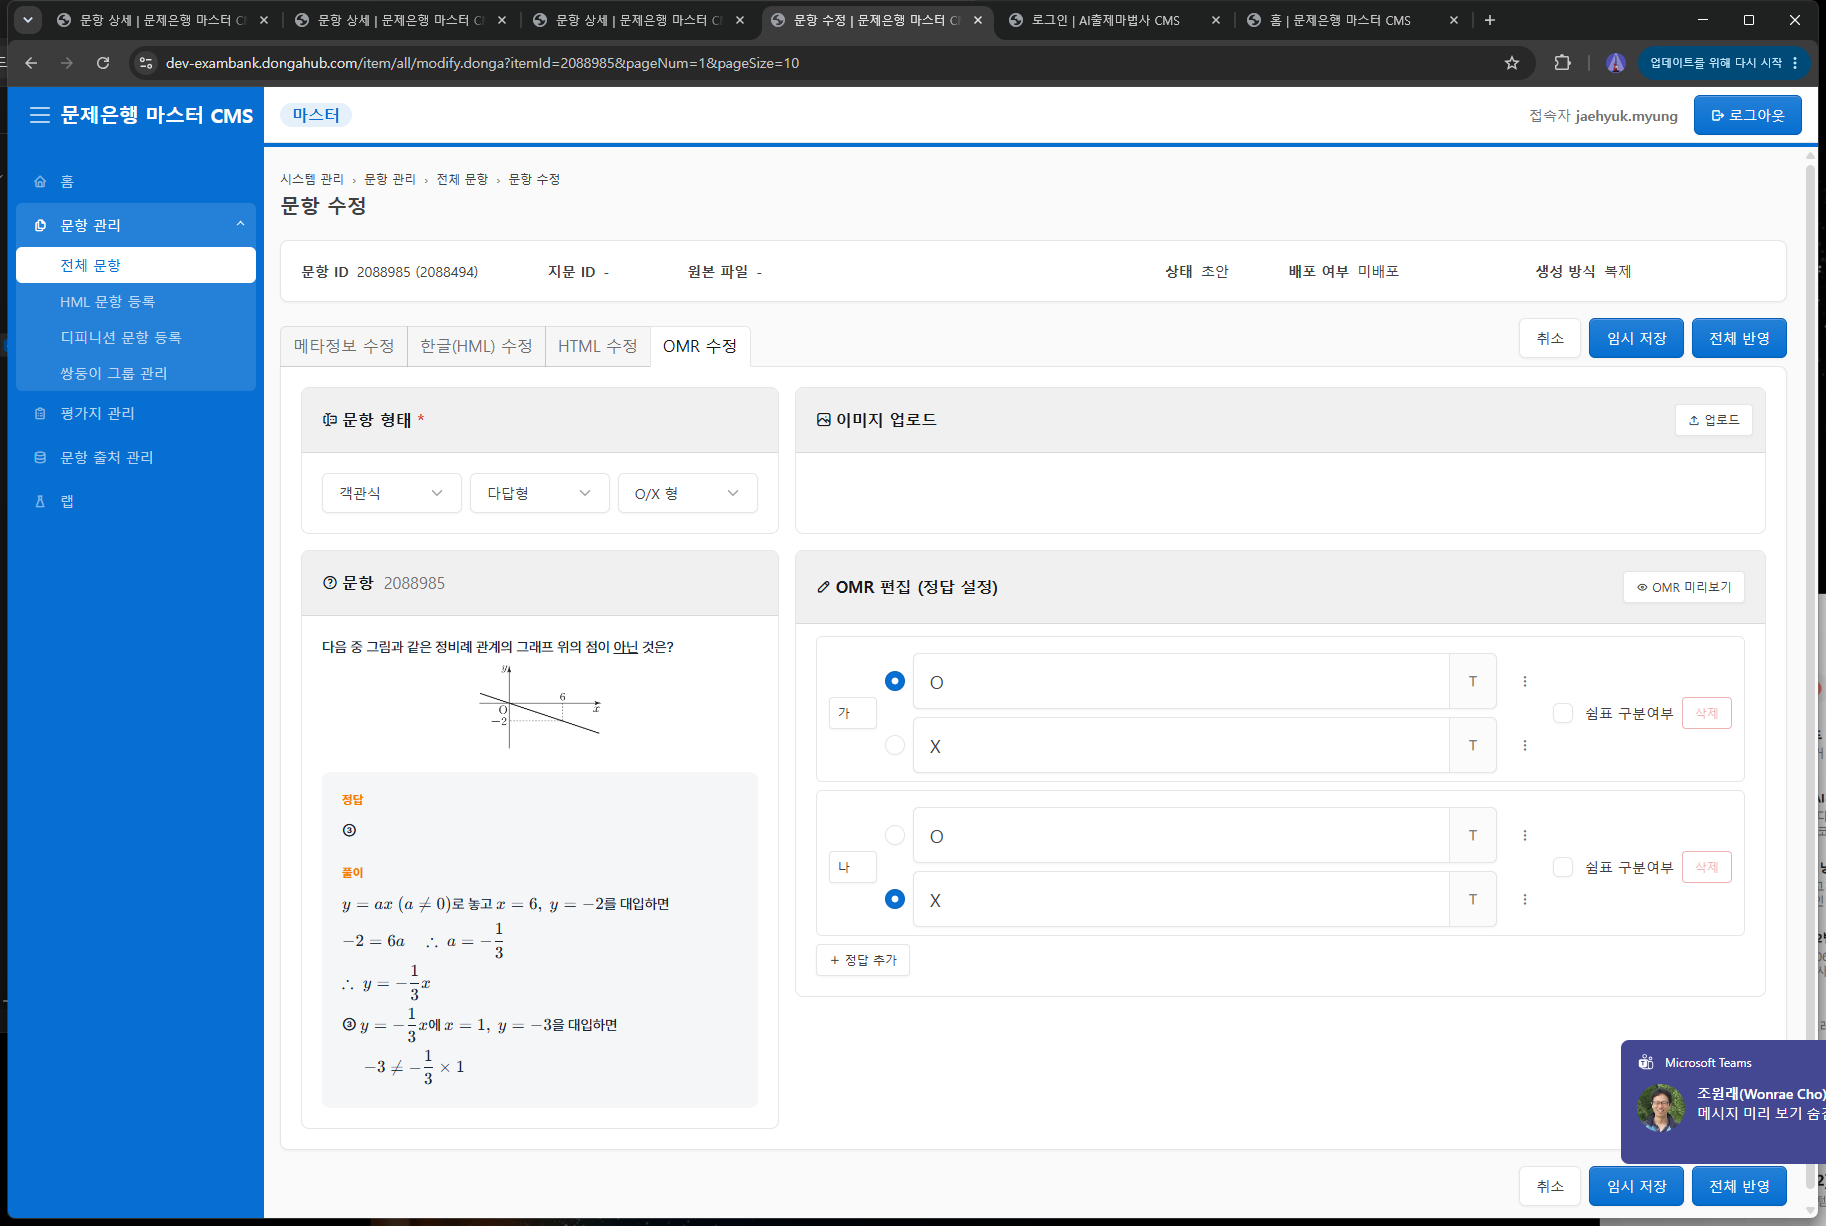 문항 상세 | 문제은행 마스터 CM
문항 상세 | 문제은행 마스터 CM
문항 상세 | 문제은행 마스터 CM
문항 수정 | 문제은행 마스터 CM
로그인 | AI출제마법사 CMS
홈 | 문제은행 마스터 CMS
dev-exambank.dongahub.com/item/all/modify.donga?itemId=2088985&pageNum=1&pageSize=10
업데이트를 위해 다시 시작
문제은행 마스터 CMS
마스터
접속자 jaehyuk.myung
로그아웃
홈
문항 관리
전체 문항
HML 문항 등록
디피니션 문항 등록
쌍둥이 그룹 관리
평가지 관리
문항 출처 관리
랩
시스템 관리 › 문항 관리 › 전체 문항 › 문항 수정
문항 수정
문항 ID 2088985 (2088494)
지문 ID -
원본 파일 -
상태 초안
배포 여부 미배포
생성 방식 복제
메타정보 수정
한글(HML) 수정
HTML 수정
OMR 수정
취소
임시 저장
전체 반영
문항 형태 *
객관식
다답형
O/X 형
이미지 업로드
업로드
문항 2088985
다음 중 그림과 같은 정비례 관계의 그래프 위의 점이 아닌 것은?
y
6
O
x
−2
정답
③
풀이
y = ax (a ≠ 0)로 놓고 x = 6, y = −2를 대입하면
−2 = 6a ∴ a = −1/3
∴ y = −1/3x
③ y = −1/3x에 x = 1, y = −3을 대입하면
−3 ≠ −1/3 × 1
OMR 편집 (정답 설정)
OMR 미리보기
가
O
T
X
T
쉼표 구분여부
삭제
나
O
T
X
T
쉼표 구분여부
삭제
+ 정답 추가
Microsoft Teams
조원래(Wonrae Cho)
메시지 미리 보기 숨
취소
임시 저장
전체 반영